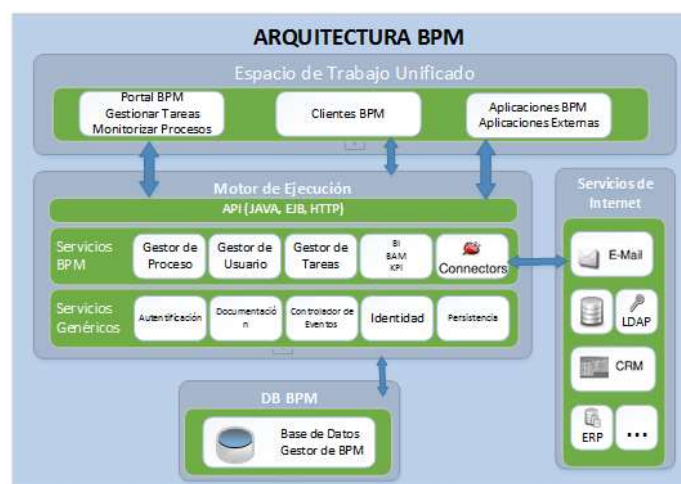 ARQUITECTURA BPM
Espacio de Trabajo Unificado
Portal BPM
Gestionar Tareas
Monitorizar Procesos
Clientes BPM
Aplicaciones BPM
Aplicaciones Externas
Motor de Ejecución
API (JAVA, EJB, HTTP)
Servicios
BPM
Gestor de
Proceso
Gestor de
Usuario
Gestor de
Tareas
BI
BAM
KPI
Connectors
Servicios
Genéricos
Autentificación
Documentació
n
Controlador de
Eventos
Identidad
Persistencia
DB BPM
Base de Datos
Gestor de BPM
Servicios de
Internet
E-Mail
LDAP
CRM
ERP
...